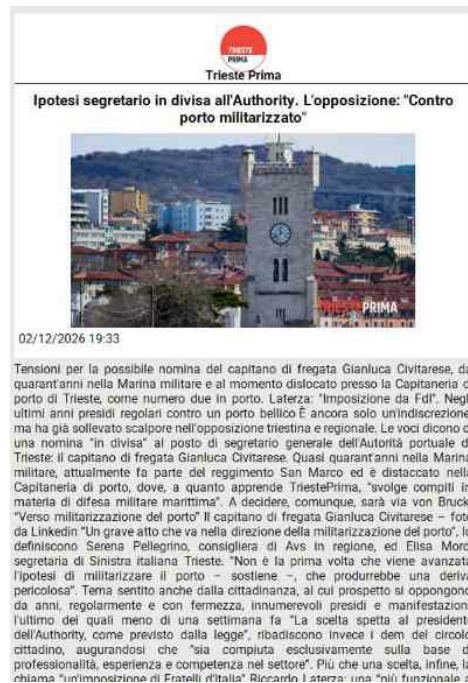 TRIESTE
PRIMA
Trieste Prima
Ipotesi segretario in divisa all'Authority. L'opposizione: "Contro
porto militarizzato"
TRIESTE PRIMA
02/12/2026 19:33
Tensioni per la possibile nomina del capitano di fregata Gianluca Civitarese, da
quarant'anni nella Marina militare e al momento dislocato presso la Capitaneria d
porto di Trieste, come numero due in porto. Laterza: "Imposizione da FdI". Negl
ultimi anni presidi regolari contro un porto bellico È ancora solo un'indiscrezione
ma ha già sollevato scalpore nell'opposizione triestina e regionale. Le voci dicono d
una nomina "in divisa" al posto di segretario generale dell'Autorità portuale d
Trieste: il capitano di fregata Gianluca Civitarese. Quasi quarant'anni nella Marina
militare, attualmente fa parte del reggimento San Marco ed è distaccato nella
Capitaneria di porto, dove, a quanto apprende TriestePrima, "svolge compiti in
materia di difesa militare marittima". A decidere, comunque, sarà via von Bruck.
"Verso militarizzazione del porto" Il capitano di fregata Gianluca Civitarese – foto
da Linkedin "Un grave atto che va nella direzione della militarizzazione del porto", lo
definiscono Serena Pellegrino, consigliera di Avs in regione, ed Elisa Moro
segretaria di Sinistra italiana Trieste. "Non è la prima volta che viene avanzata
l'ipotesi di militarizzare il porto – sostiene –, che produrrebbe una deriva
pericolosa". Tema sentito anche dalla cittadinanza, al cui prospetto si oppongono
da anni, regolarmente e con fermezza, innumerevoli presidi e manifestazioni
l'ultimo dei quali meno di una settimana fa "La scelta spetta al presidente
dell'Authority, come previsto dalla legge", ribadiscono invece i dem del circolo
cittadino, augurandosi che "sia compiuta esclusivamente sulla base d
professionalità, esperienza e competenza nel settore". Più che una scelta, infine, la
chiama "un'imposizione di Fratelli d'Italia" Riccardo Laterza: una "più funzionale a